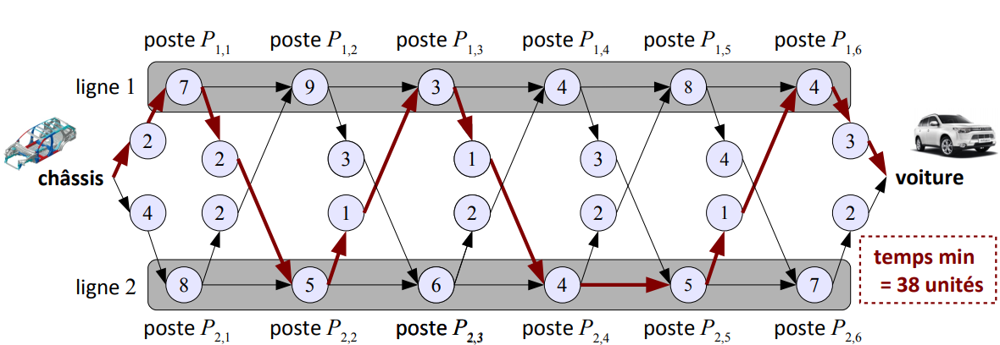 poste P1,1 poste P1,2 poste P1,3 poste P1,4 poste P1,5 poste P1,6
ligne 1 7 9 3 4 8 4
2 3
2 3 1 3 4
châssis voiture
4 2 1 2 2 1 2
temps min
= 38 unités
ligne 2 8 5 6 4 5 7
poste P2,1 poste P2,2 poste P2,3 poste P2,4 poste P2,5 poste P2,6